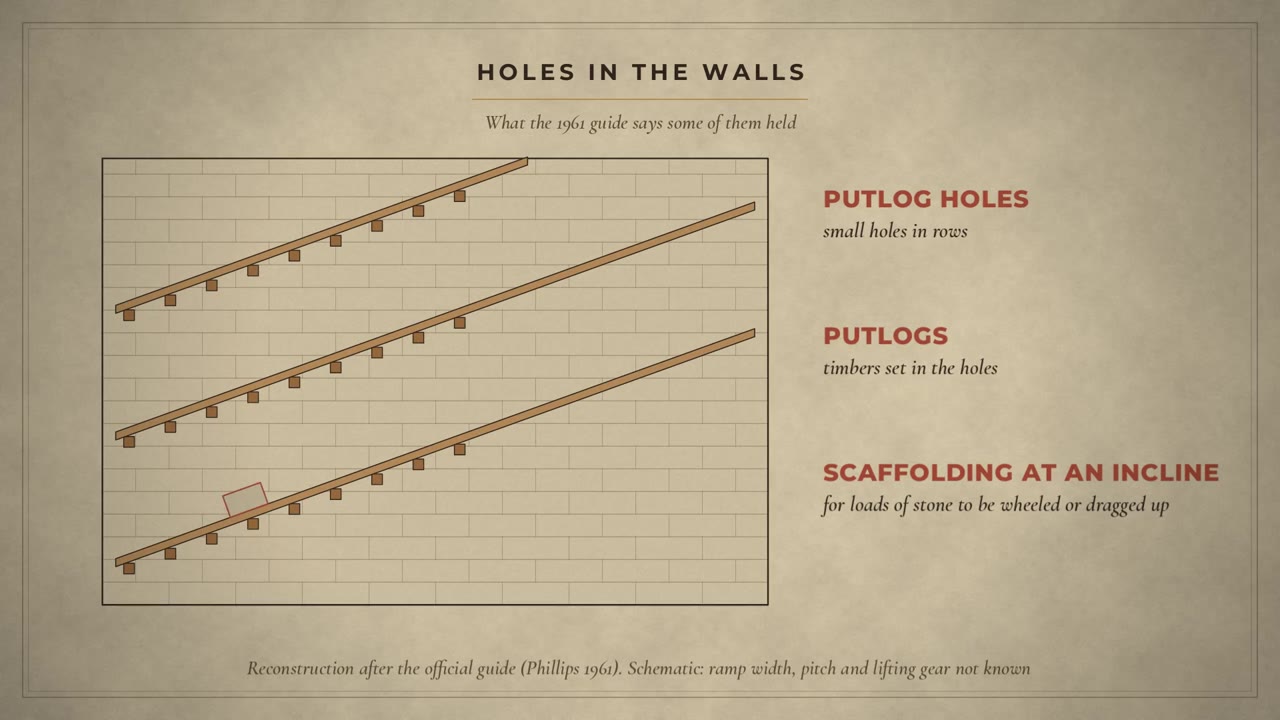 HOLES IN THE WALLS
What the 1961 guide says some of them held
PUTLOG HOLES
small holes in rows
PUTLOGS
timbers set in the holes
SCAFFOLDING AT AN INCLINE
for loads of stone to be wheeled or dragged up
Reconstruction after the official guide (Phillips 1961). Schematic: ramp width, pitch and lifting gear not known